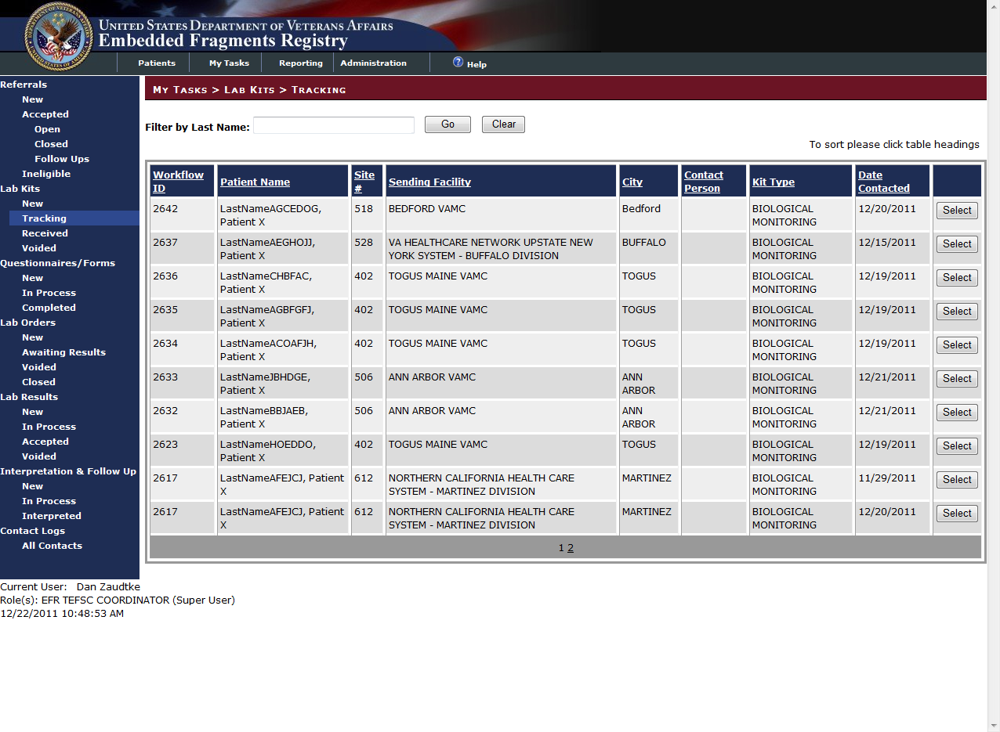 UNITED STATES DEPARTMENT OF VETERANS AFFAIRS
Embedded Fragments Registry
Patients My Tasks Reporting Administration ? Help
Referrals
New
Accepted
Open
Closed
Follow Ups
Ineligible
Lab Kits
New
Tracking
Received
Voided
Questionnaires/Forms
New
In Process
Completed
Lab Orders
New
Awaiting Results
Voided
Closed
Lab Results
New
In Process
Accepted
Voided
Interpretation & Follow Up
New
In Process
Interpreted
Contact Logs
All Contacts
MY TASKS > LAB KITS > TRACKING
Filter by Last Name: Go Clear
To sort please click table headings
Workflow ID Patient Name Site # Sending Facility City Contact Person Kit Type Date Contacted
2642 LastNameAGCEDOG, Patient X 518 BEDFORD VAMC Bedford BIOLOGICAL MONITORING 12/20/2011 Select
2637 LastNameAEGHOJJ, Patient X 528 VA HEALTHCARE NETWORK UPSTATE NEW YORK SYSTEM - BUFFALO DIVISION BUFFALO BIOLOGICAL MONITORING 12/15/2011 Select
2636 LastNameCHBFAC, Patient X 402 TOGUS MAINE VAMC TOGUS BIOLOGICAL MONITORING 12/19/2011 Select
2635 LastNameAGBFGFJ, Patient X 402 TOGUS MAINE VAMC TOGUS BIOLOGICAL MONITORING 12/19/2011 Select
2634 LastNameACOAFJH, Patient X 402 TOGUS MAINE VAMC TOGUS BIOLOGICAL MONITORING 12/19/2011 Select
2633 LastNameJBHDGE, Patient X 506 ANN ARBOR VAMC ANN ARBOR BIOLOGICAL MONITORING 12/21/2011 Select
2632 LastNameBBJAEB, Patient X 506 ANN ARBOR VAMC ANN ARBOR BIOLOGICAL MONITORING 12/21/2011 Select
2623 LastNameHOEDDO, Patient X 402 TOGUS MAINE VAMC TOGUS BIOLOGICAL MONITORING 12/19/2011 Select
2617 LastNameAFEJCJ, Patient X 612 NORTHERN CALIFORNIA HEALTH CARE SYSTEM - MARTINEZ DIVISION MARTINEZ BIOLOGICAL MONITORING 11/29/2011 Select
2617 LastNameAFEJCJ, Patient X 612 NORTHERN CALIFORNIA HEALTH CARE SYSTEM - MARTINEZ DIVISION MARTINEZ BIOLOGICAL MONITORING 12/20/2011 Select
1 2
Current User: Dan Zaudtke
Role(s): EFR TEFSC COORDINATOR (Super User)
12/22/2011 10:48:53 AM